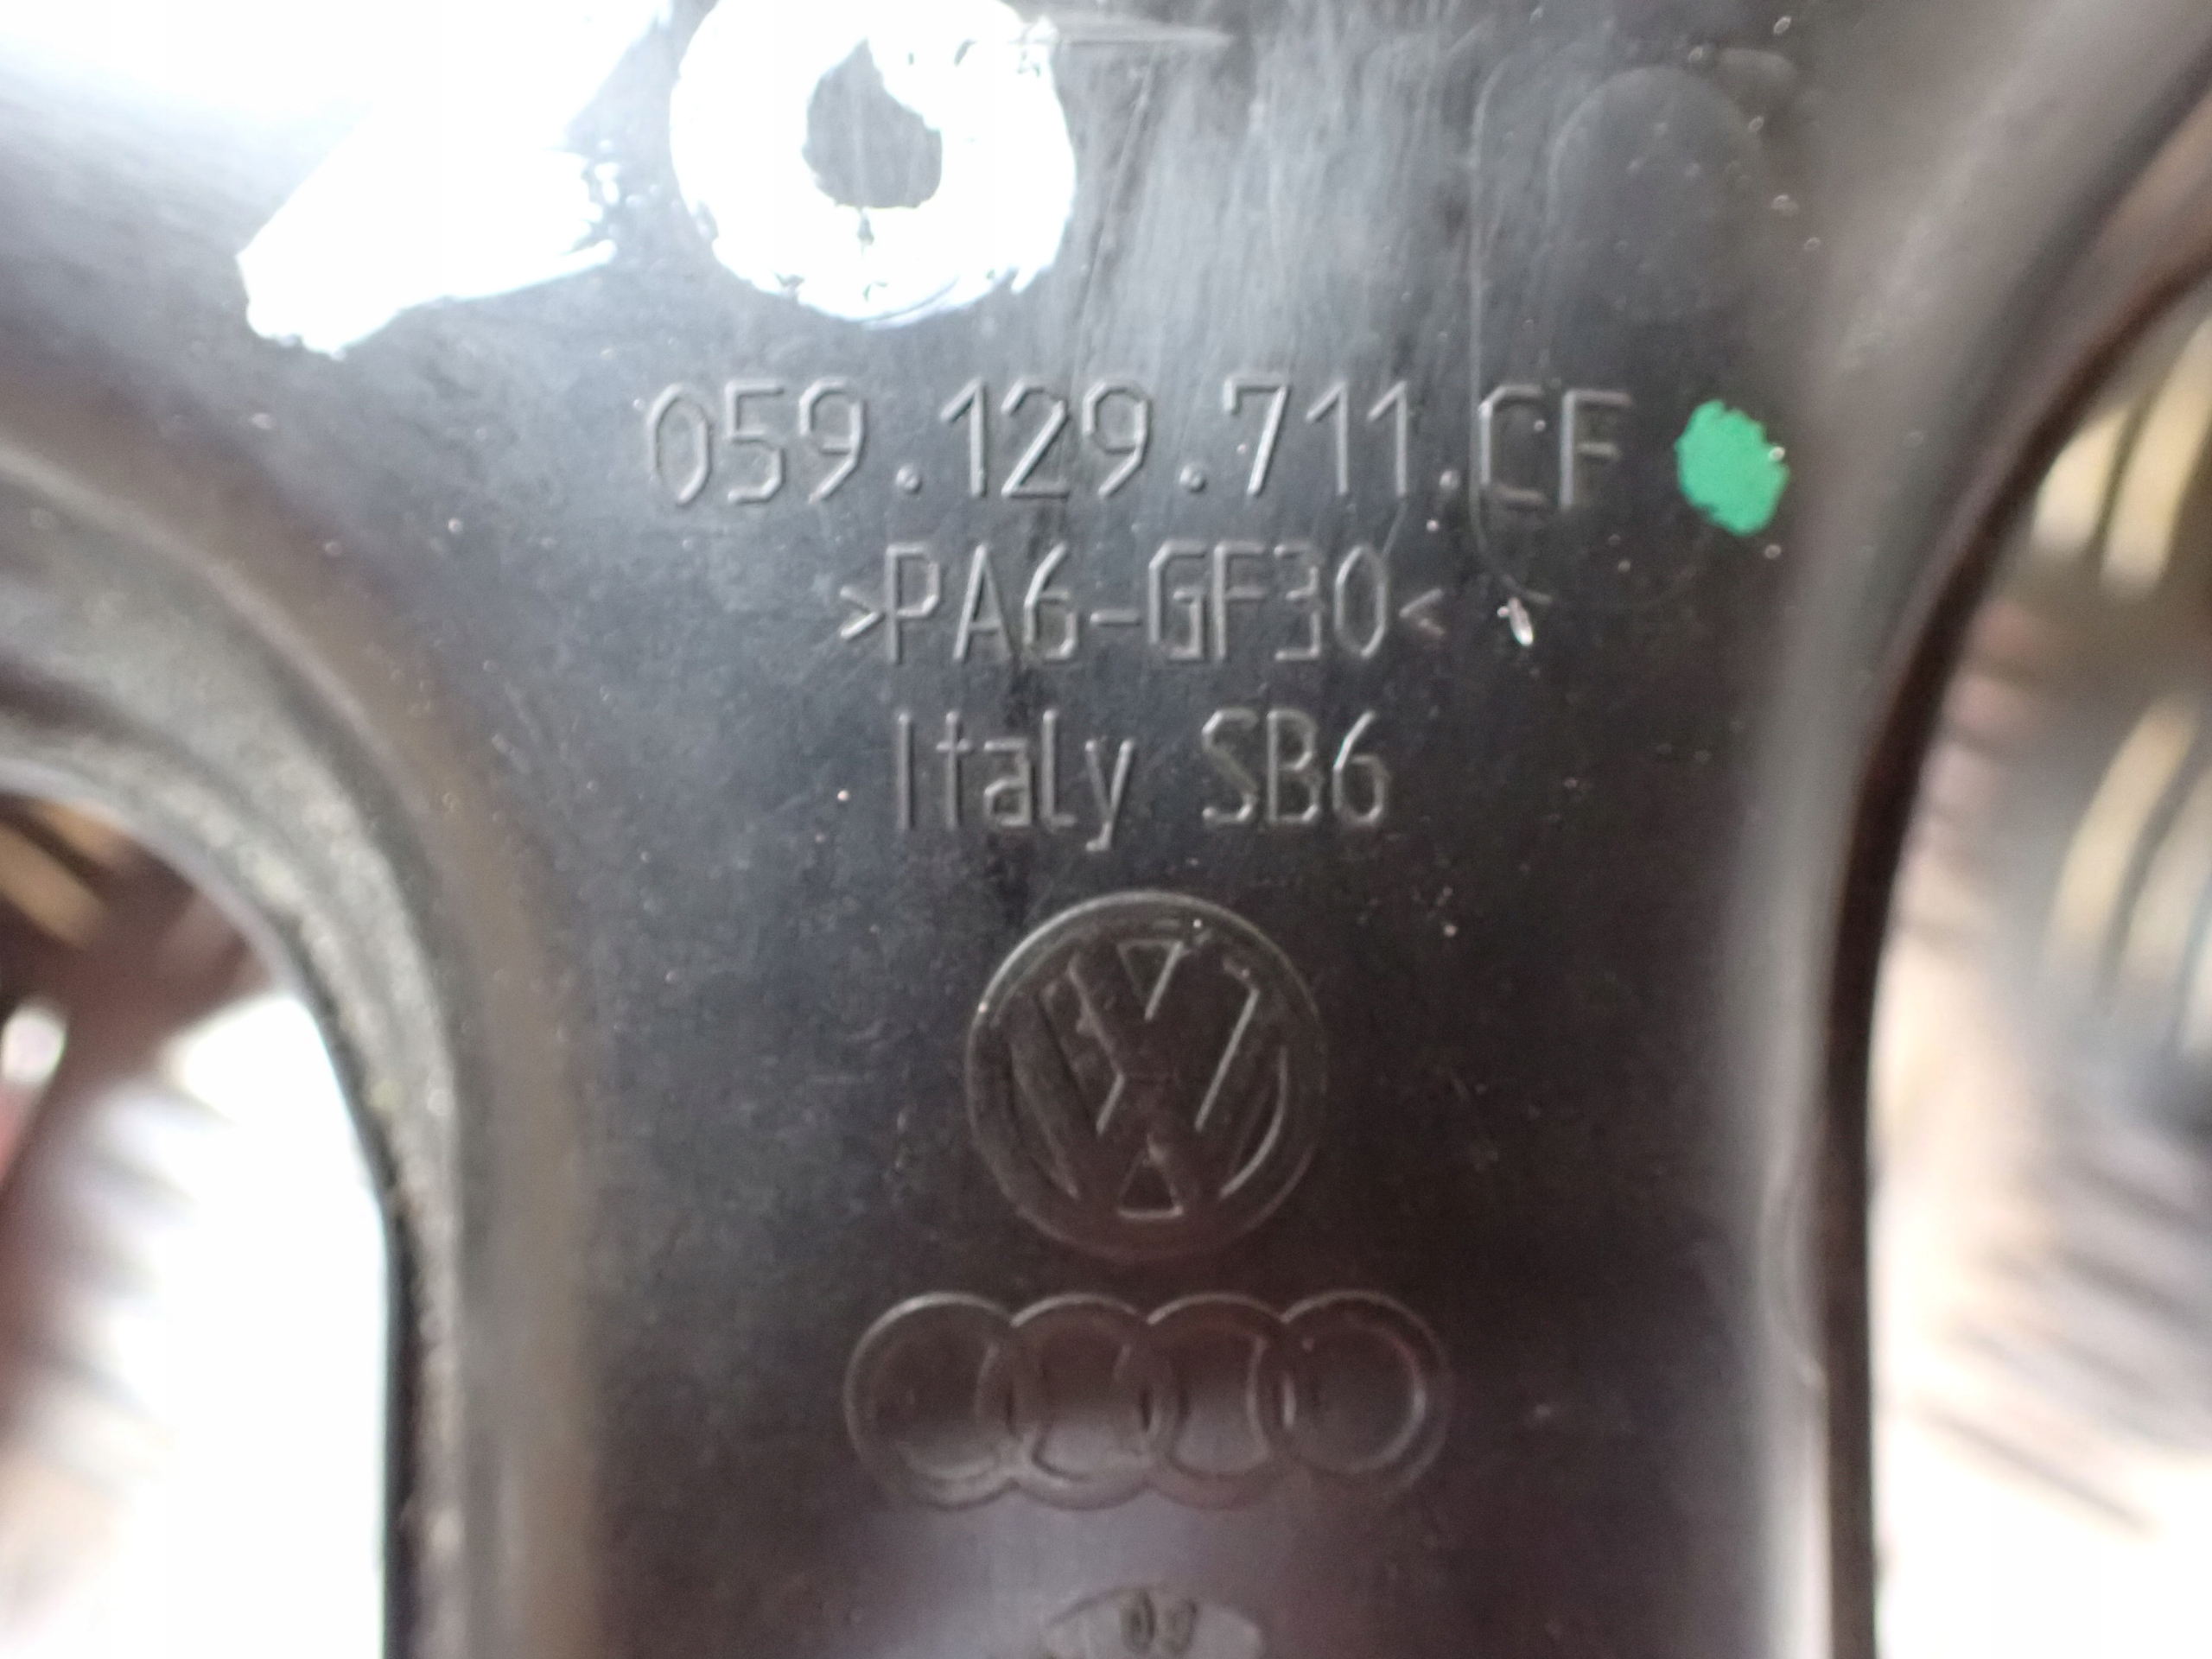 059.129.711.CF
>PA6-GF30<
Italy SB6